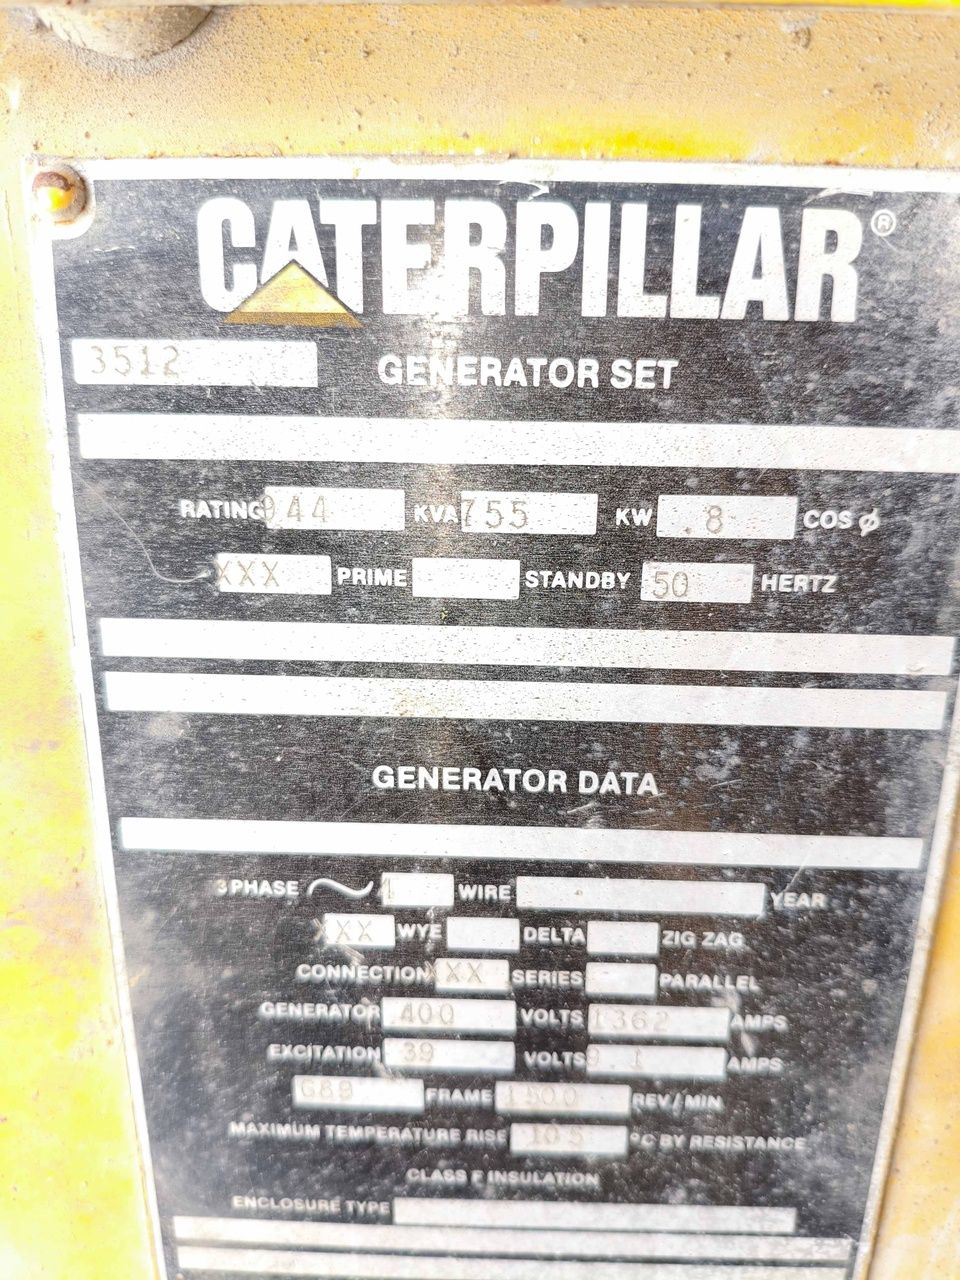 CATERPILLAR®
3512 GENERATOR SET
RATING 944 KVA 755 KW .8 COS ϕ
XXX PRIME STANDBY 50 HERTZ
GENERATOR DATA
3 PHASE ~ 4 WIRE YEAR
XXX WYE DELTA ZIG ZAG
CONNECTION XXX SERIES PARALLEL
GENERATOR 400 VOLTS 1362 AMPS
EXCITATION 39 VOLTS 9.1 AMPS
689 FRAME 1500 REV/MIN
MAXIMUM TEMPERATURE RISE 105 °C BY RESISTANCE
CLASS F INSULATION
ENCLOSURE TYPE